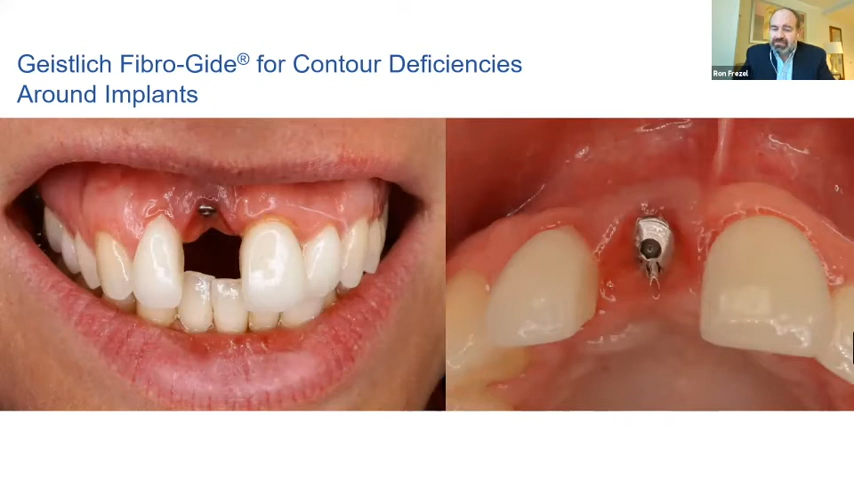 Geistlich Fibro-Gide® for Contour Deficiencies
Around Implants
Ron Frezel